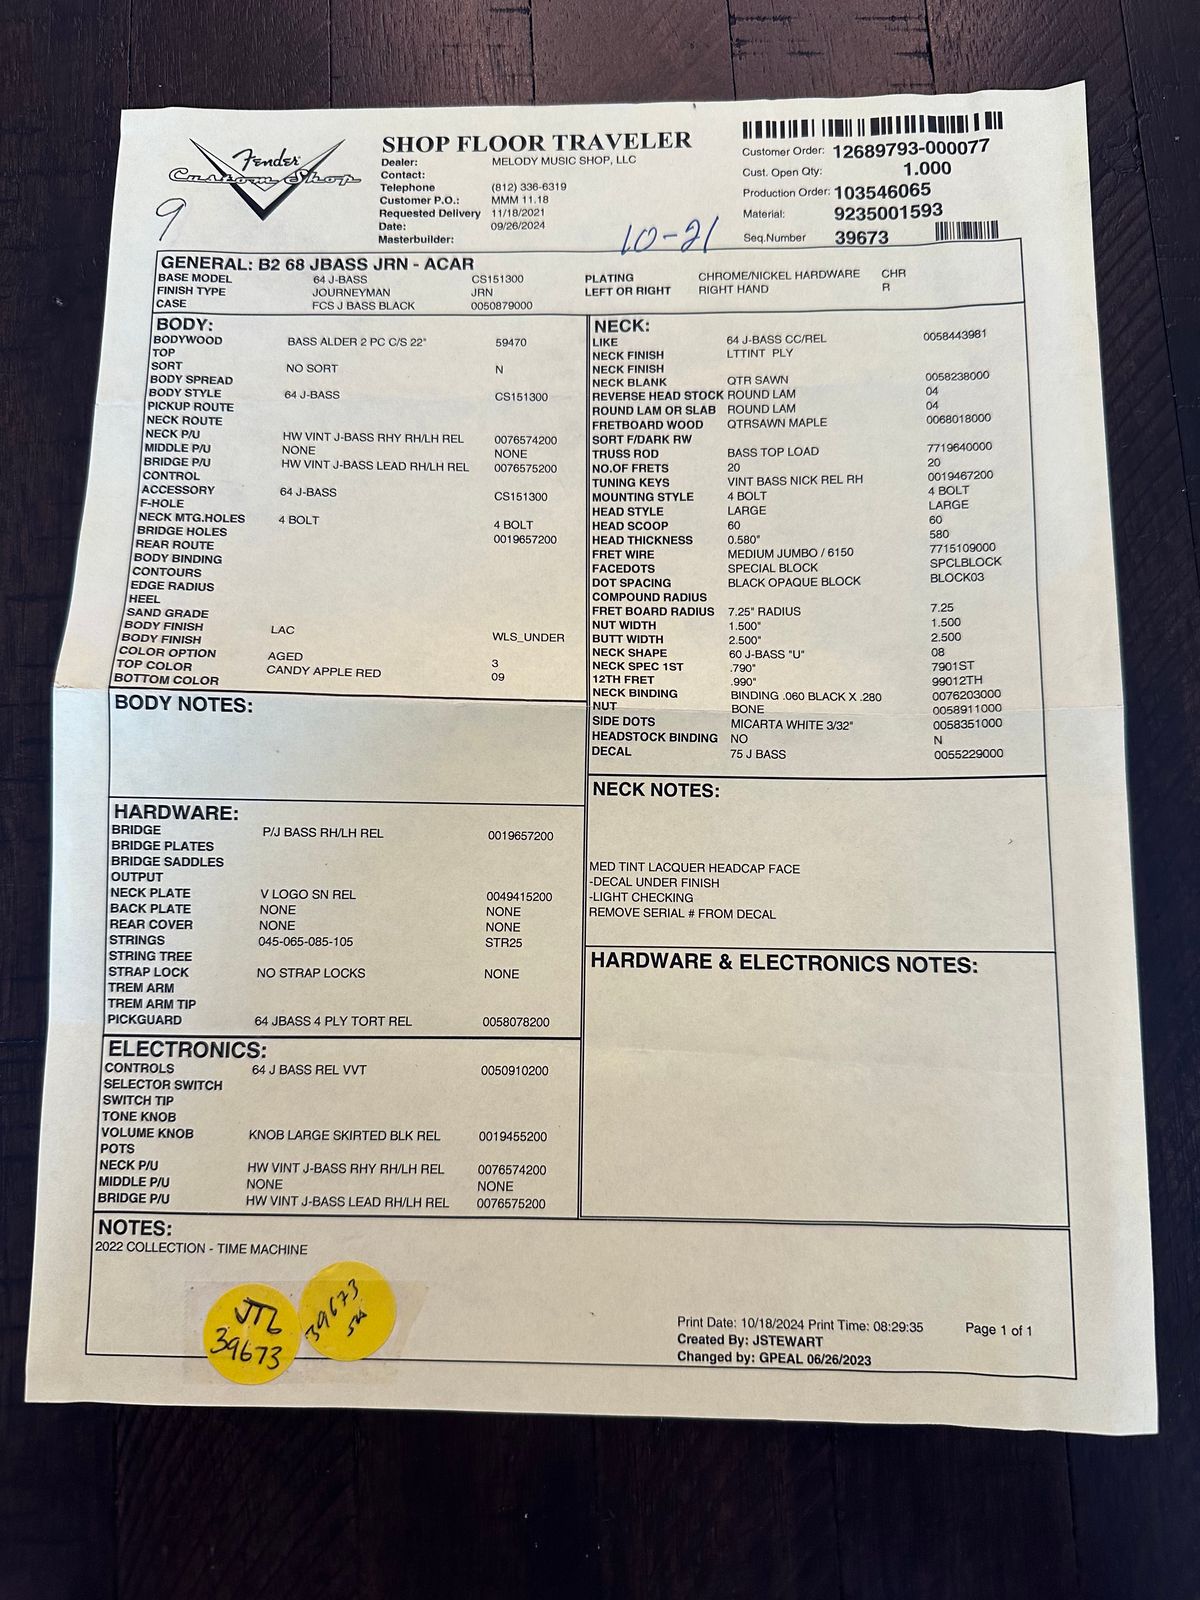 Fender
Custom Shop
SHOP FLOOR TRAVELER
Dealer: MELODY MUSIC SHOP, LLC
Contact:
Telephone (812) 336-6319
Customer P.O.: MMM 11.18
Requested Delivery 11/18/2021
Date: 09/26/2024
Masterbuilder:
Customer Order: 12689793-000077
Cust. Open Qty: 1.000
Production Order: 103546065
Material: 9235001593
Seq.Number 39673
9
10-21
GENERAL: B2 68 JBASS JRN - ACAR
BASE MODEL 64 J-BASS CS151300
FINISH TYPE JOURNEYMAN JRN
CASE FCS J BASS BLACK 0050879000
PLATING CHROME/NICKEL HARDWARE CHR
LEFT OR RIGHT RIGHT HAND R
BODY:
BODYWOOD BASS ALDER 2 PC C/S 22" 59470
TOP
SORT NO SORT N
BODY SPREAD
BODY STYLE 64 J-BASS CS151300
PICKUP ROUTE
NECK ROUTE
NECK P/U HW VINT J-BASS RHY RH/LH REL 0076574200
MIDDLE P/U NONE NONE
BRIDGE P/U HW VINT J-BASS LEAD RH/LH REL 0076575200
CONTROL
ACCESSORY 64 J-BASS CS151300
F-HOLE
NECK MTG.HOLES 4 BOLT 4 BOLT
BRIDGE HOLES 0019657200
REAR ROUTE
BODY BINDING
CONTOURS
EDGE RADIUS
HEEL
SAND GRADE
BODY FINISH LAC
BODY FINISH WLS_UNDER
COLOR OPTION AGED
TOP COLOR CANDY APPLE RED 3
BOTTOM COLOR 09
BODY NOTES:
HARDWARE:
BRIDGE P/J BASS RH/LH REL 0019657200
BRIDGE PLATES
BRIDGE SADDLES
OUTPUT
NECK PLATE V LOGO SN REL 0049415200
BACK PLATE NONE NONE
REAR COVER NONE NONE
STRINGS 045-065-085-105 STR25
STRING TREE
STRAP LOCK NO STRAP LOCKS NONE
TREM ARM
TREM ARM TIP
PICKGUARD 64 JBASS 4 PLY TORT REL 0058078200
ELECTRONICS:
CONTROLS 64 J BASS REL VVT 0050910200
SELECTOR SWITCH
SWITCH TIP
TONE KNOB
VOLUME KNOB KNOB LARGE SKIRTED BLK REL 0019455200
POTS
NECK P/U HW VINT J-BASS RHY RH/LH REL 0076574200
MIDDLE P/U NONE NONE
BRIDGE P/U HW VINT J-BASS LEAD RH/LH REL 0076575200
NECK:
LIKE 64 J-BASS CC/REL 0058443981
NECK FINISH LTTINT PLY
NECK FINISH
NECK BLANK QTR SAWN 0058238000
REVERSE HEAD STOCK ROUND LAM 04
ROUND LAM OR SLAB ROUND LAM 04
FRETBOARD WOOD QTRSAWN MAPLE 0068018000
SORT F/DARK RW
TRUSS ROD BASS TOP LOAD 7719640000
NO.OF FRETS 20 20
TUNING KEYS VINT BASS NICK REL RH 0019467200
MOUNTING STYLE 4 BOLT 4 BOLT
HEAD STYLE LARGE LARGE
HEAD SCOOP 60 60
HEAD THICKNESS 0.580" 580
FRET WIRE MEDIUM JUMBO / 6150 7715109000
FACEDOTS SPECIAL BLOCK SPCLBLOCK
DOT SPACING BLACK OPAQUE BLOCK BLOCK03
COMPOUND RADIUS
FRET BOARD RADIUS 7.25" RADIUS 7.25
NUT WIDTH 1.500" 1.500
BUTT WIDTH 2.500" 2.500
NECK SHAPE 60 J-BASS "U" 08
NECK SPEC 1ST .790" 7901ST
12TH FRET .990" 99012TH
NECK BINDING BINDING .060 BLACK X .280 0076203000
NUT BONE 0058911000
SIDE DOTS MICARTA WHITE 3/32" 0058351000
HEADSTOCK BINDING NO N
DECAL 75 J BASS 0055229000
NECK NOTES:
MED TINT LACQUER HEADCAP FACE
-DECAL UNDER FINISH
-LIGHT CHECKING
REMOVE SERIAL # FROM DECAL
HARDWARE & ELECTRONICS NOTES:
NOTES:
2022 COLLECTION - TIME MACHINE
39673
39673
Print Date: 10/18/2024 Print Time: 08:29:35 Page 1 of 1
Created By: JSTEWART
Changed by: GPEAL 06/26/2023